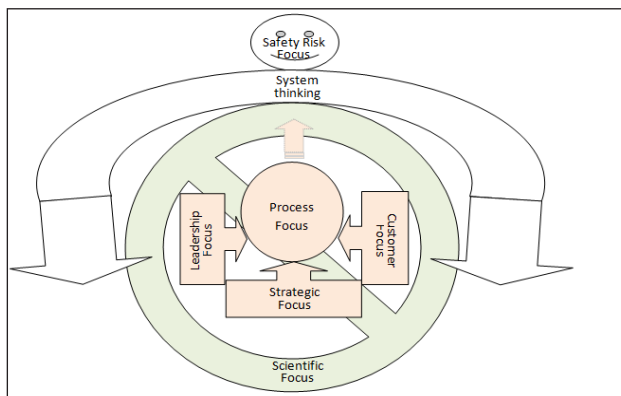 Safety Risk
Focus
System
thinking
Process
Focus
Leadership
Focus
Customer
Focus
Strategic
Focus
Scientific
Focus